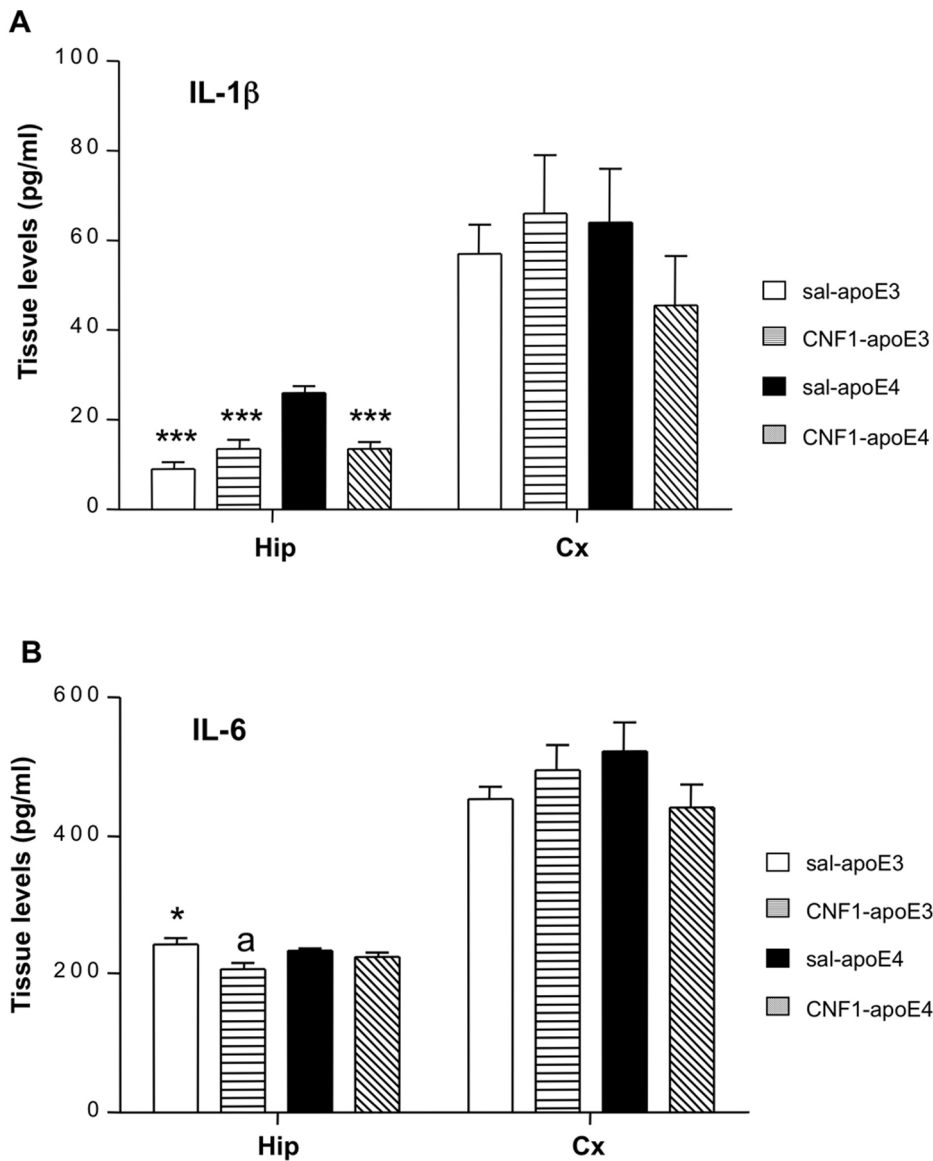 A
IL-1β
Tissue levels (pg/ml)
100
80
60
40
20
0
*** *** ***
Hip Cx
sal-apoE3
CNF1-apoE3
sal-apoE4
CNF1-apoE4
B
IL-6
Tissue levels (pg/ml)
600
400
200
0
* a
Hip Cx
sal-apoE3
CNF1-apoE3
sal-apoE4
CNF1-apoE4